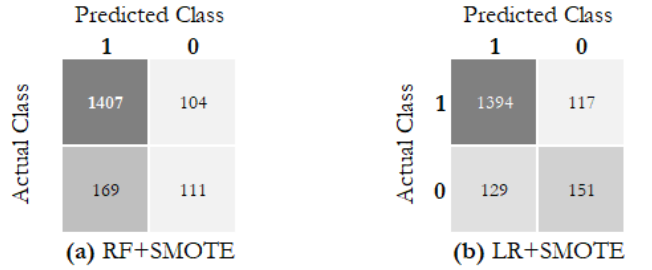 Predicted Class
1 0
Actual Class
1407 104
169 111
(a) RF+SMOTE
Predicted Class
1 0
Actual Class
1 1394 117
0 129 151
(b) LR+SMOTE